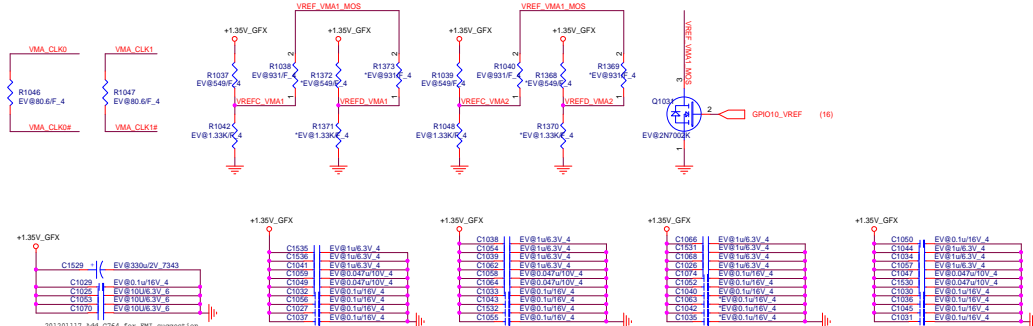 VREF_VMA1_MOS
VREF_VMA1_MOS
VMA_CLK0
VMA_CLK1
+1.35V_GFX
+1.35V_GFX
+1.35V_GFX
+1.35V_GFX
VREF_VMA1_MOS
R1046
EV@80.6/F_4
R1047
EV@80.6/F_4
R1037
EV@549/F_4
R1038
EV@931/F_4
2
1
R1372
*EV@549/F_4
R1373
*EV@931/F_4
2
1
R1039
EV@549/F_4
R1040
EV@931/F_4
2
1
R1368
*EV@549/F_4
R1369
*EV@931/F_4
2
1
VREFC_VMA1
VREFD_VMA1
VREFC_VMA2
VREFD_VMA2
VMA_CLK0#
VMA_CLK1#
R1042
EV@1.33K/F_4
R1371
*EV@1.33K/F_4
R1048
EV@1.33K/F_4
R1370
*EV@1.33K/F_4
3
Q1031
2
GPIO10_VREF (16)
EV@2N7002K
1
+1.35V_GFX
C1529 + EV@330u/2V_7343
C1029 EV@0.1u/16V_4
C1025 EV@10U/6.3V_6
C1053 EV@10U/6.3V_6
C1070 EV@10U/6.3V_6
+1.35V_GFX
C1535 EV@1u/6.3V_4
C1536 EV@1u/6.3V_4
C1041 EV@1u/6.3V_4
C1059 EV@0.047u/10V_4
C1049 EV@0.047u/10V_4
C1032 EV@0.1u/16V_4
C1056 EV@0.1u/16V_4
C1027 EV@0.1u/16V_4
C1037 EV@0.1u/16V_4
+1.35V_GFX
C1038 EV@1u/6.3V_4
C1054 EV@1u/6.3V_4
C1039 EV@1u/6.3V_4
C1062 EV@1u/6.3V_4
C1058 EV@0.047u/10V_4
C1064 EV@0.047u/10V_4
C1033 EV@0.1u/16V_4
C1043 EV@0.1u/16V_4
C1532 EV@0.1u/16V_4
C1055 EV@0.1u/16V_4
+1.35V_GFX
C1066 EV@1u/6.3V_4
C1531 EV@1u/6.3V_4
C1068 EV@1u/6.3V_4
C1026 EV@1u/6.3V_4
C1074 EV@0.1u/16V_4
C1052 EV@0.1u/16V_4
C1040 EV@0.1u/16V_4
C1063 *EV@0.1u/16V_4
C1042 EV@0.1u/16V_4
C1035 *EV@0.1u/16V_4
+1.35V_GFX
C1050 EV@0.1u/16V_4
C1044 EV@1u/6.3V_4
C1034 EV@1u/6.3V_4
C1057 EV@1u/6.3V_4
C1047 EV@0.047u/10V_4
C1530 EV@0.047u/10V_4
C1030 EV@0.1u/16V_4
C1036 EV@0.1u/16V_4
C1045 EV@0.1u/16V_4
C1031 EV@0.1u/16V_4